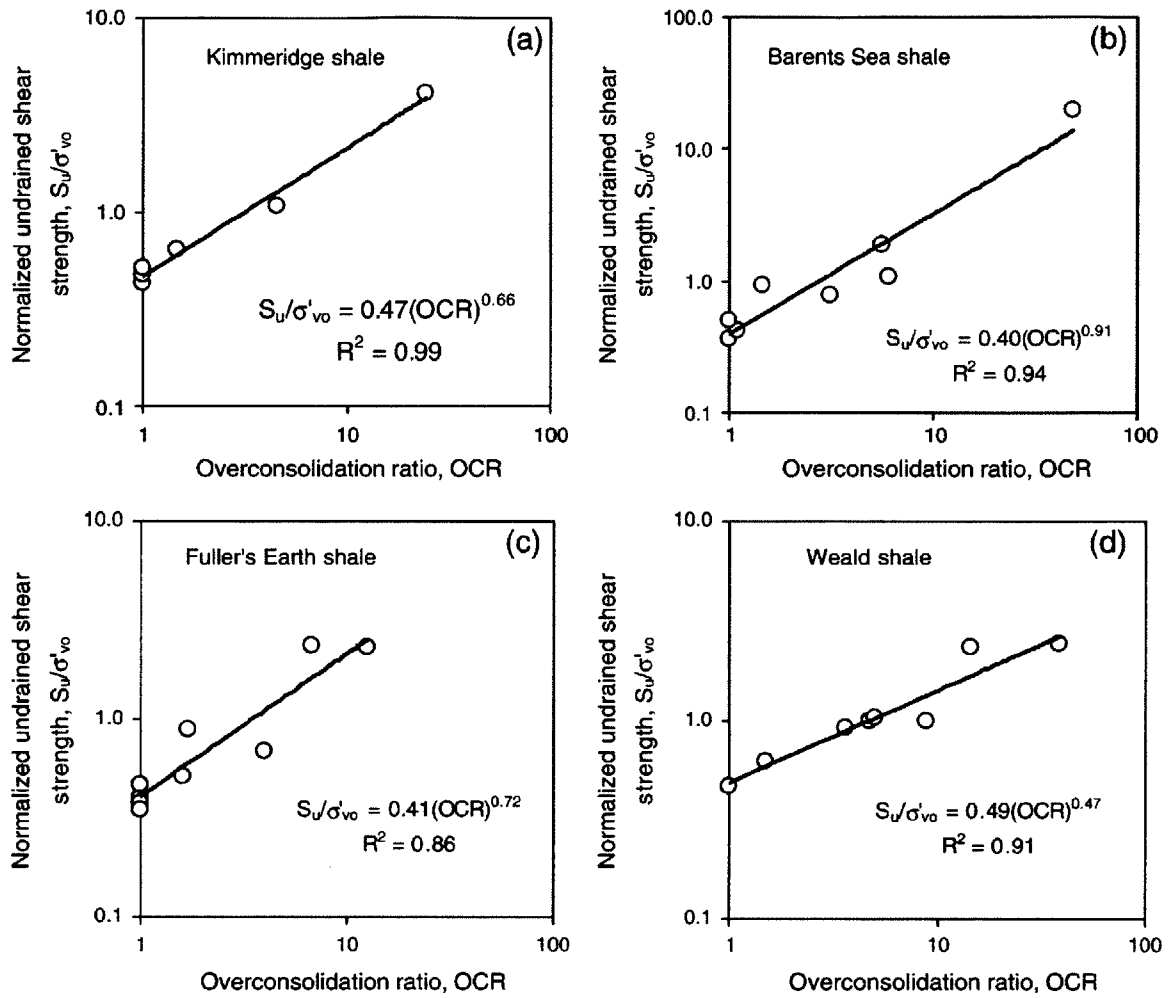 (a)
Kimmeridge shale
Normalized undrained shear
strength, Sᵤ/σ'ᵥₒ
10.0
1.0
0.1
Sᵤ/σ'ᵥₒ = 0.47(OCR)^0.66
R² = 0.99
1
10
100
Overconsolidation ratio, OCR
(b)
Barents Sea shale
Normalized undrained shear
strength, Sᵤ/σ'ᵥₒ
100.0
10.0
1.0
0.1
Sᵤ/σ'ᵥₒ = 0.40(OCR)^0.91
R² = 0.94
1
10
100
Overconsolidation ratio, OCR
(c)
Fuller's Earth shale
Normalized undrained shear
strength, Sᵤ/σ'ᵥₒ
10.0
1.0
0.1
Sᵤ/σ'ᵥₒ = 0.41(OCR)^0.72
R² = 0.86
1
10
100
Overconsolidation ratio, OCR
(d)
Weald shale
Normalized undrained shear
strength, Sᵤ/σ'ᵥₒ
10.0
1.0
0.1
Sᵤ/σ'ᵥₒ = 0.49(OCR)^0.47
R² = 0.91
1
10
100
Overconsolidation ratio, OCR